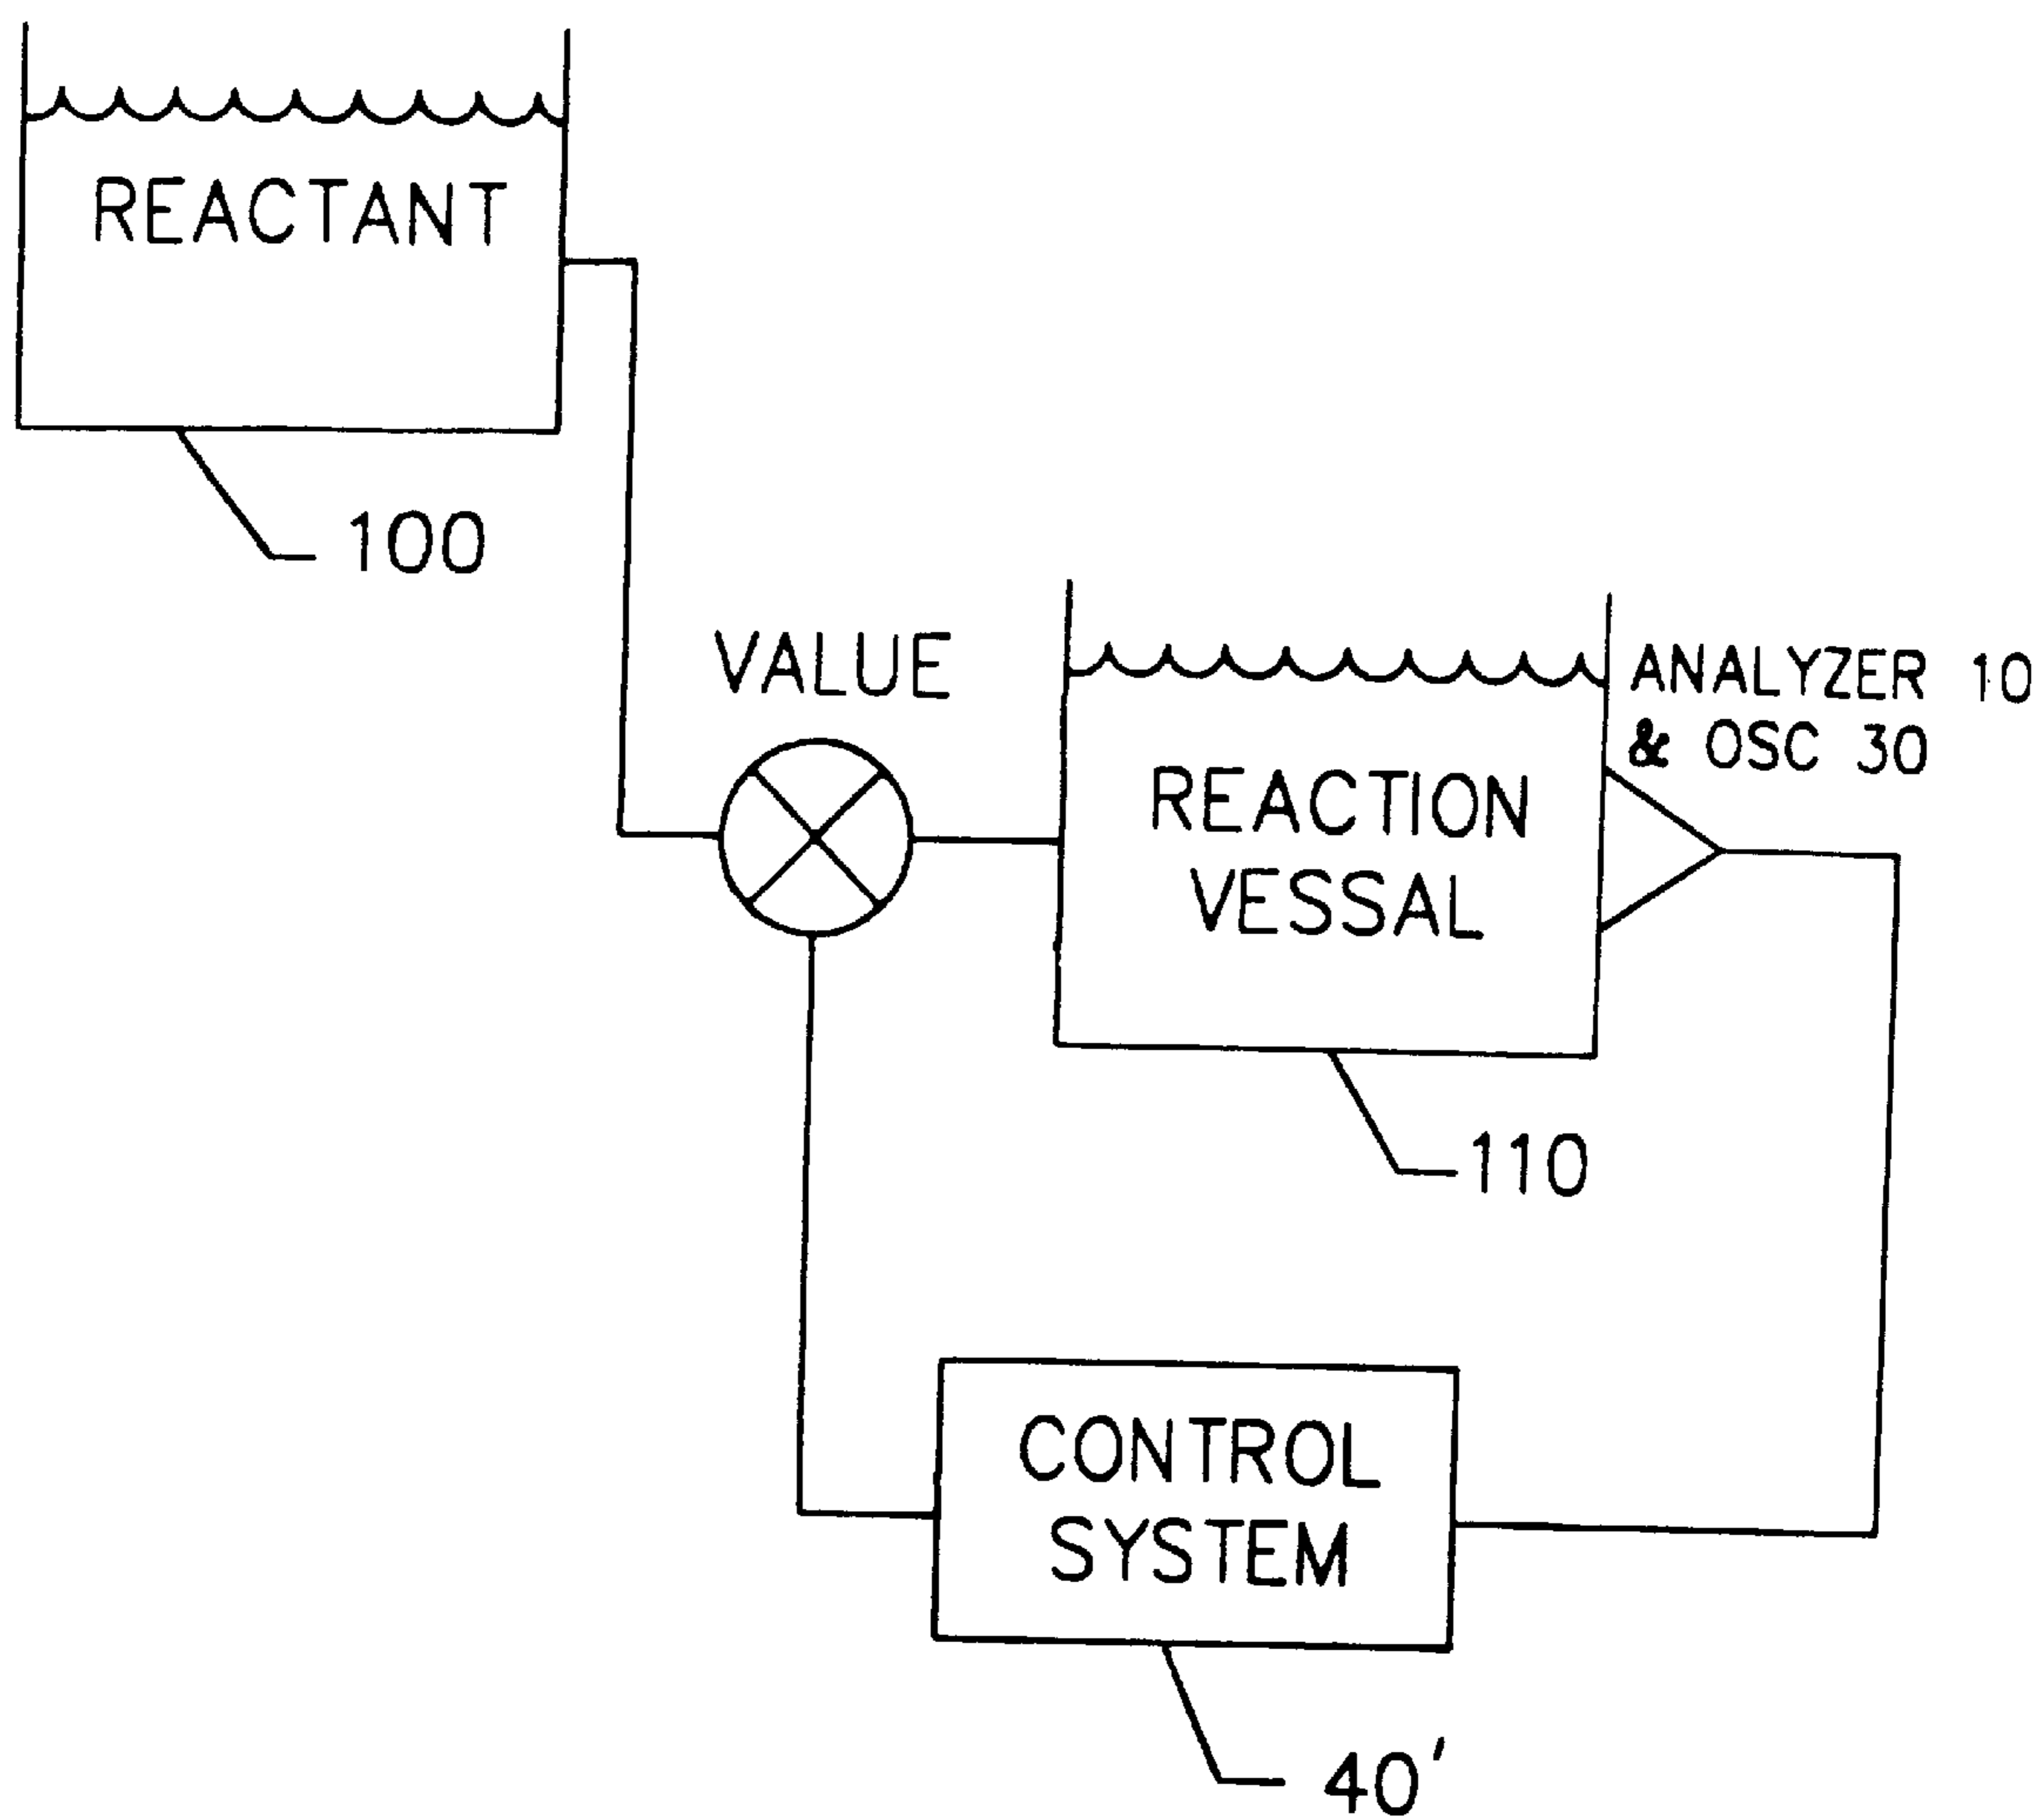 REACTANT
100
VALUE
ANALYZER 10
& OSC 30
REACTION
VESSAL
110
CONTROL
SYSTEM
40'